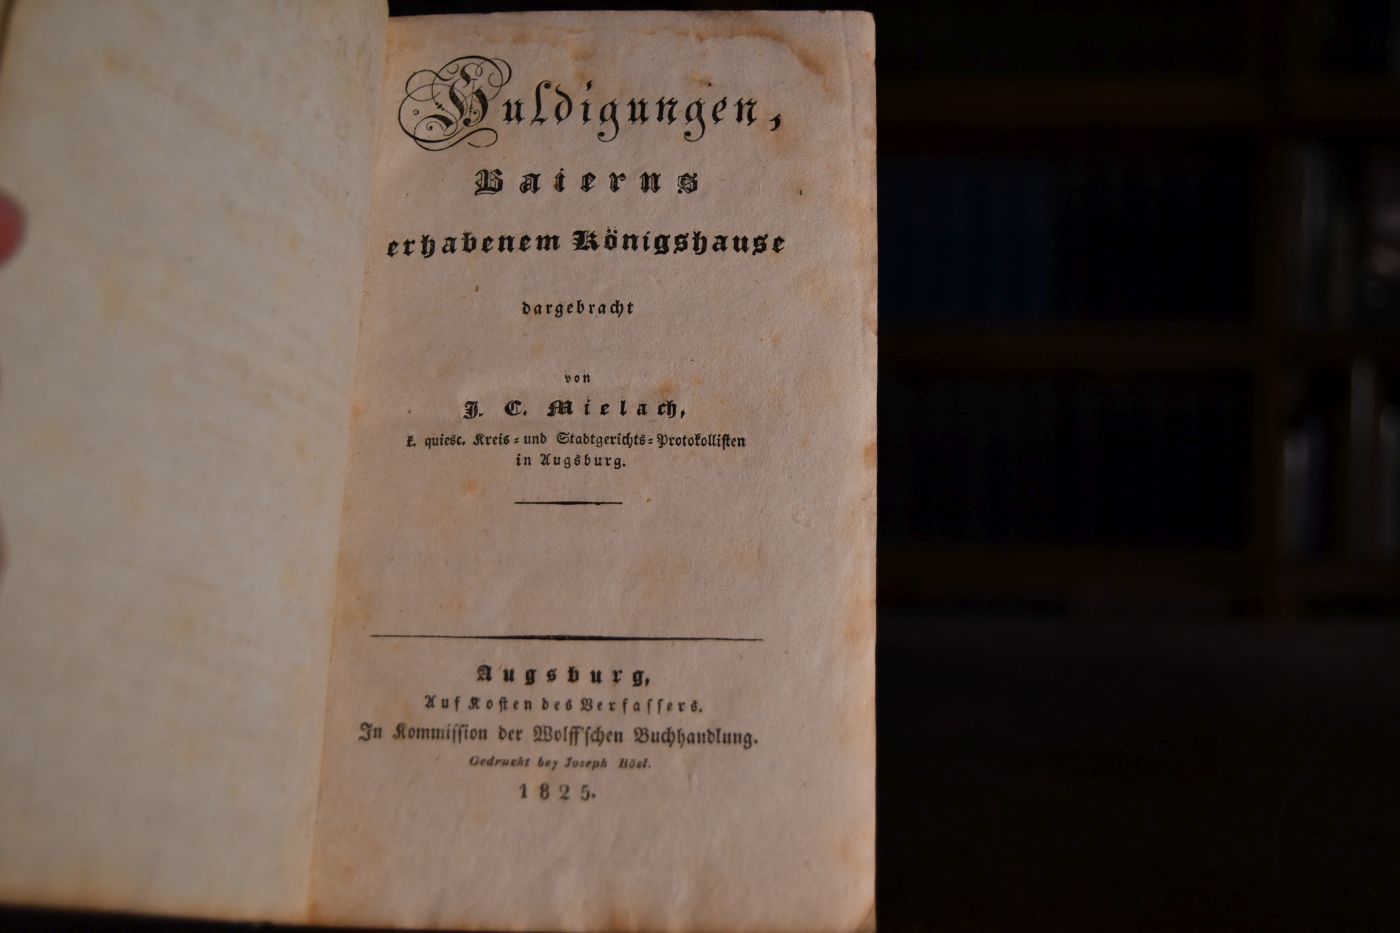 Huldigungen,
Baierns
erhabenem Königshause
dargebracht
von
J. C. Mielach,
k. quiesc. Kreis- und Stadtgerichts-Protokollisten
in Augsburg.
Augsburg,
Auf Kosten des Verfassers.
In Kommission der Wolff'schen Buchhandlung.
Gedruckt bey Joseph Rösl.
1825.